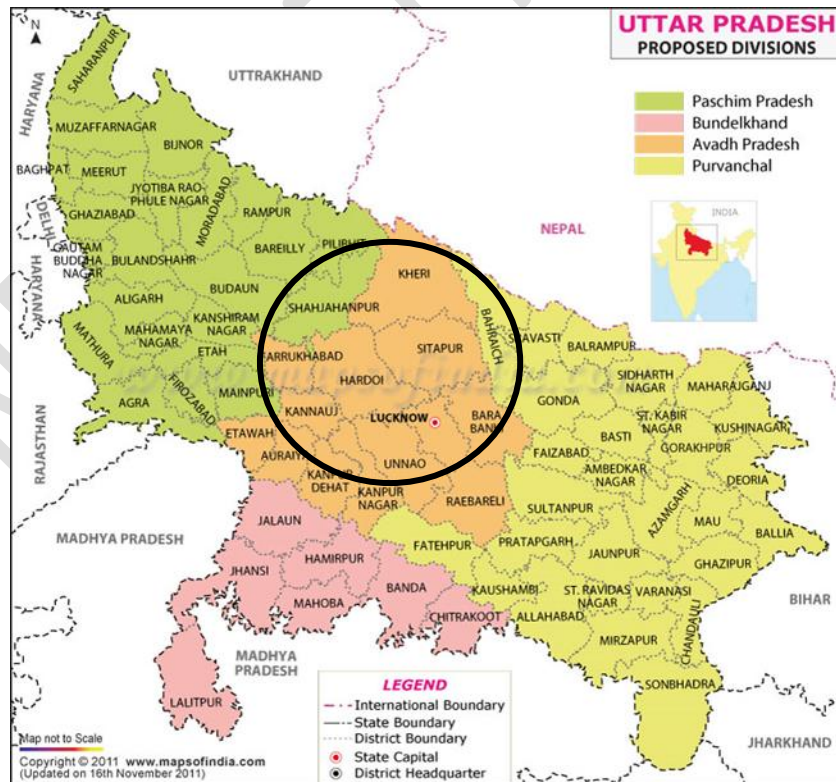 UTTAR PRADESH
PROPOSED DIVISIONS
N
Paschim Pradesh
Bundelkhand
Avadh Pradesh
Purvanchal
INDIA
UTTRAKHAND
HARYANA
SAHARANPUR
MUZAFFARNAGAR
BIJNOR
BAGHPAT
MEERUT
JYOTIBA RAO-
PHULE NAGAR
MORADABAD
RAMPUR
GHAZIABAD
DELHI
GAUTAM
BUDDHA
NAGAR
BULANDSHAHR
BAREILLY
PILIBHIT
NEPAL
HARYANA
BUDAUN
KHERI
ALIGARH
KANSHIRAM
NAGAR
SHAHJAHANPUR
BAHRAICH
SRAVASTI
BALRAMPUR
MATHURA
MAHAMAYA
NAGAR
ETAH
FARRUKHABAD
SITAPUR
SIDHARTH
NAGAR
MAHARAJGANJ
HARDOI
AGRA
FIROZABAD
MAINPURI
KANNAUJ
GONDA
ST. KABIR
NAGAR
KUSHINAGAR
LUCKNOW
BARA
BANKI
BASTI
GORAKHPUR
RAJASTHAN
ETAWAH
AURAIYA
UNNAO
FAIZABAD
AMBEDKAR
NAGAR
DEORIA
KANPUR
DEHAT
KANPUR
NAGAR
RAEBARELI
SULTANPUR
AZAMGARH
MAU
BALLIA
JALAUN
MADHYA PRADESH
FATEHPUR
PRATAPGARH
JAUNPUR
GHAZIPUR
JHANSI
HAMIRPUR
BANDA
KAUSHAMBI
ST. RAVIDAS
NAGAR
VARANASI
BIHAR
MAHOBA
CHITRAKOOT
ALLAHABAD
MIRZAPUR
CHANDAULI
MADHYA
PRADESH
LALITPUR
SONBHADRA
JHARKHAND
LEGEND
International Boundary
State Boundary
District Boundary
State Capital
District Headquarter
Map not to Scale
Copyright © 2011 www.mapsofindia.com
(Updated on 16th November 2011)